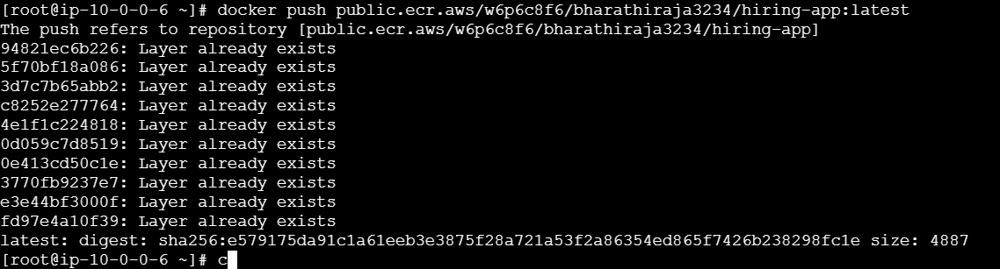 [root@ip-10-0-0-6 ~]# docker push public.ecr.aws/w6p6c8f6/bharathiraja3234/hiring-app:latest
The push refers to repository [public.ecr.aws/w6p6c8f6/bharathiraja3234/hiring-app]
94821ec6b226: Layer already exists
5f70bf18a086: Layer already exists
3d7c7b65abb2: Layer already exists
c8252e277764: Layer already exists
4e1f1c224818: Layer already exists
0d059c7d8519: Layer already exists
0e413cd50c1e: Layer already exists
3770fb9237e7: Layer already exists
e3e44bf3000f: Layer already exists
fd97e4a10f39: Layer already exists
latest: digest: sha256:e579175da91c1a61eeb3e3875f28a721a53f2a86354ed865f7426b238298fc1e size: 4887
[root@ip-10-0-0-6 ~]# c